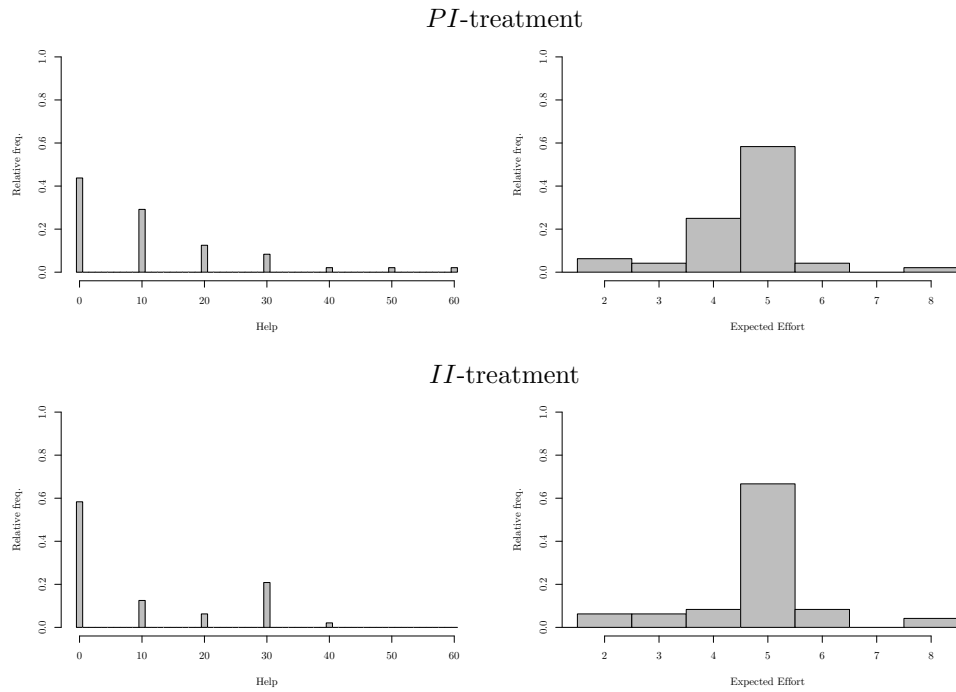 PI-treatment
Relative freq.
0.0 0.2 0.4 0.6 0.8 1.0
0 10 20 30 40 50 60
Help
Relative freq.
0.0 0.2 0.4 0.6 0.8 1.0
2 3 4 5 6 7 8
Expected Effort
II-treatment
Relative freq.
0.0 0.2 0.4 0.6 0.8 1.0
0 10 20 30 40 50 60
Help
Relative freq.
0.0 0.2 0.4 0.6 0.8 1.0
2 3 4 5 6 7 8
Expected Effort